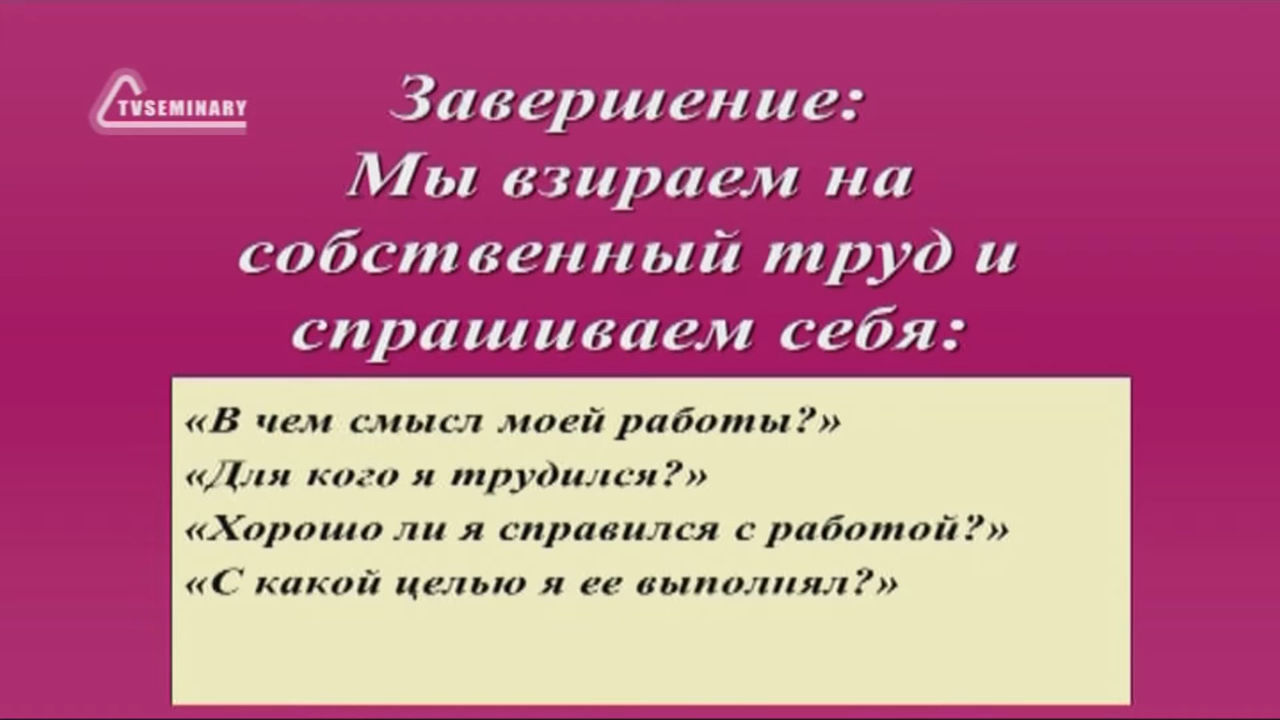 TVSEMINARY
Завершение:
Мы взираем на
собственный труд и
спрашиваем себя:
«В чем смысл моей работы?»
«Для кого я трудился?»
«Хорошо ли я справился с работой?»
«С какой целью я ее выполнял?»